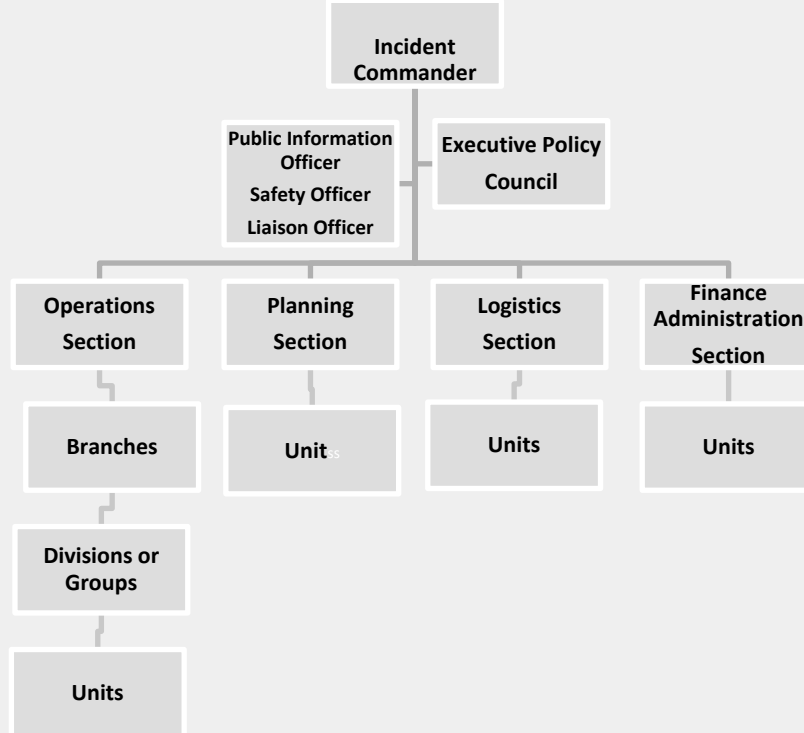 Incident
Commander
Public Information
Officer
Safety Officer
Liaison Officer
Executive Policy
Council
Operations
Section
Planning
Section
Logistics
Section
Finance
Administration
Section
Branches
Unitss
Units
Units
Divisions or
Groups
Units